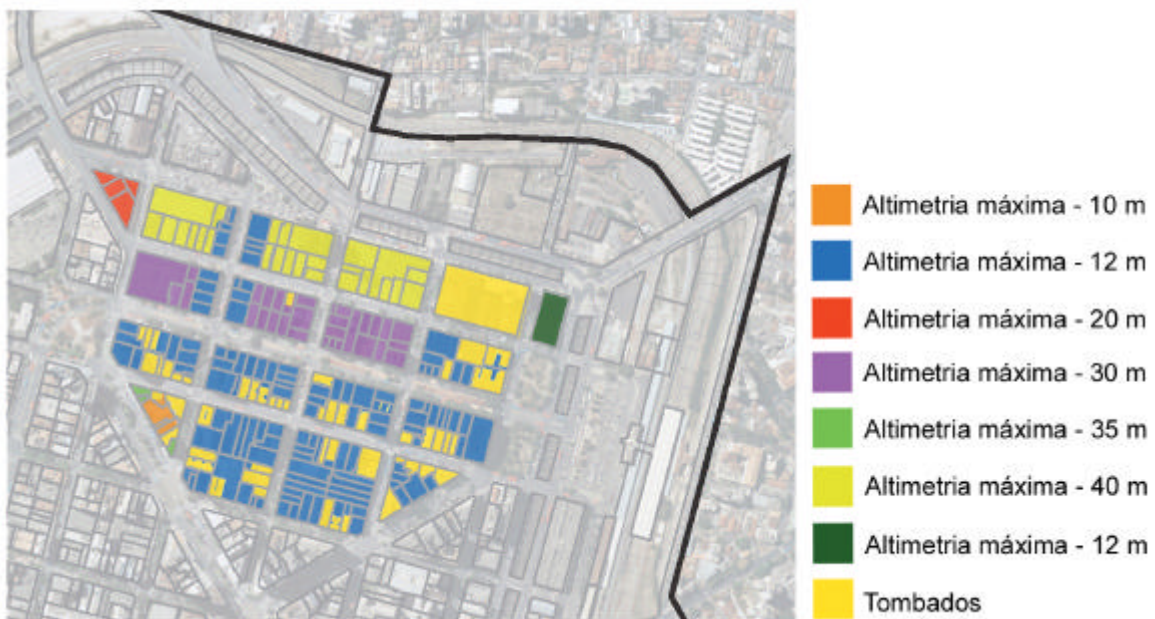 Altimetria máxima - 10 m
Altimetria máxima - 12 m
Altimetria máxima - 20 m
Altimetria máxima - 30 m
Altimetria máxima - 35 m
Altimetria máxima - 40 m
Altimetria máxima - 12 m
Tombados